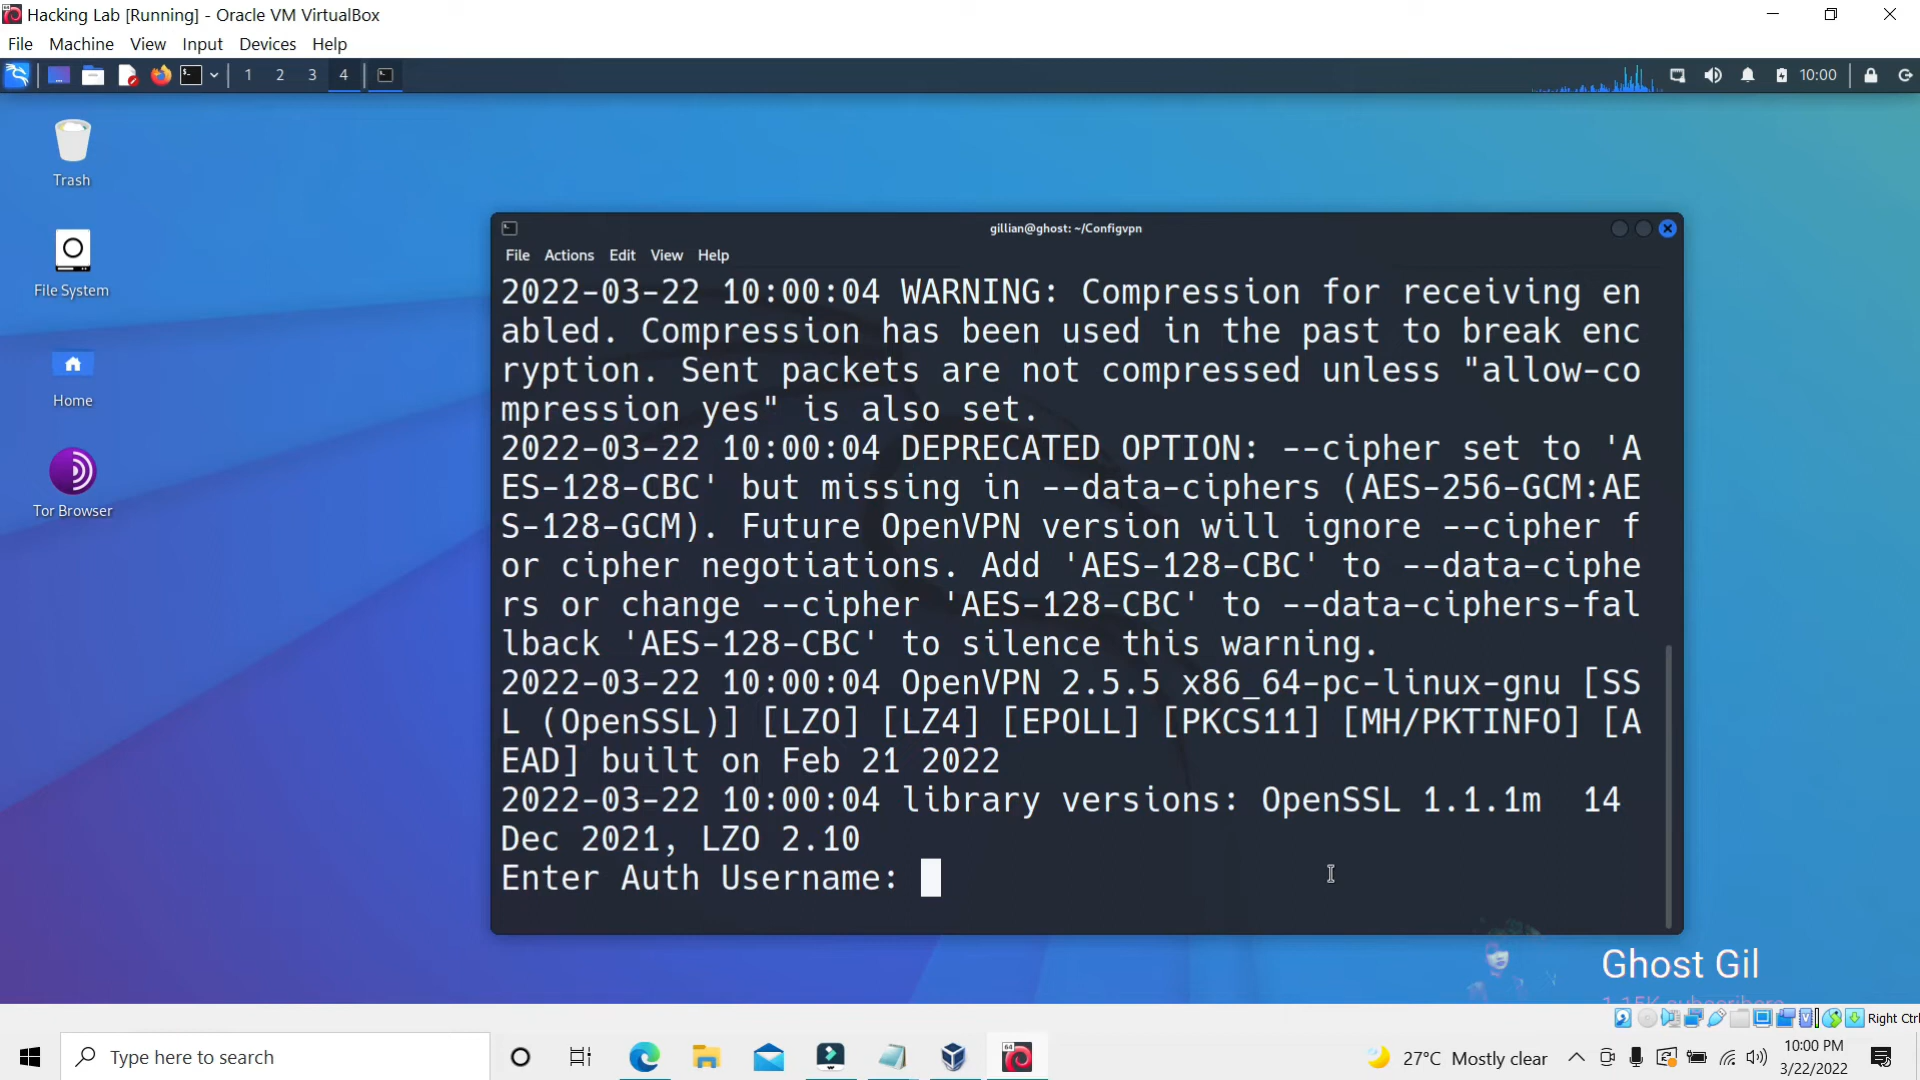 Hacking Lab [Running] - Oracle VM VirtualBox
File Machine View Input Devices Help
1 2 3 4 10:00
Trash
File System
Home
Tor Browser
gillian@ghost: ~/Configvpn
File Actions Edit View Help
2022-03-22 10:00:04 WARNING: Compression for receiving en
abled. Compression has been used in the past to break enc
ryption. Sent packets are not compressed unless "allow-co
mpression yes" is also set.
2022-03-22 10:00:04 DEPRECATED OPTION: --cipher set to 'A
ES-128-CBC' but missing in --data-ciphers (AES-256-GCM:AE
S-128-GCM). Future OpenVPN version will ignore --cipher f
or cipher negotiations. Add 'AES-128-CBC' to --data-ciphe
rs or change --cipher 'AES-128-CBC' to --data-ciphers-fal
lback 'AES-128-CBC' to silence this warning.
2022-03-22 10:00:04 OpenVPN 2.5.5 x86_64-pc-linux-gnu [SS
L (OpenSSL)] [LZO] [LZ4] [EPOLL] [PKCS11] [MH/PKTINFO] [A
EAD] built on Feb 21 2022
2022-03-22 10:00:04 library versions: OpenSSL 1.1.1m  14
Dec 2021, LZO 2.10
Enter Auth Username:
Ghost Gil
1.15K subscribers
Right Ctrl
Type here to search
27°C Mostly clear
10:00 PM
3/22/2022